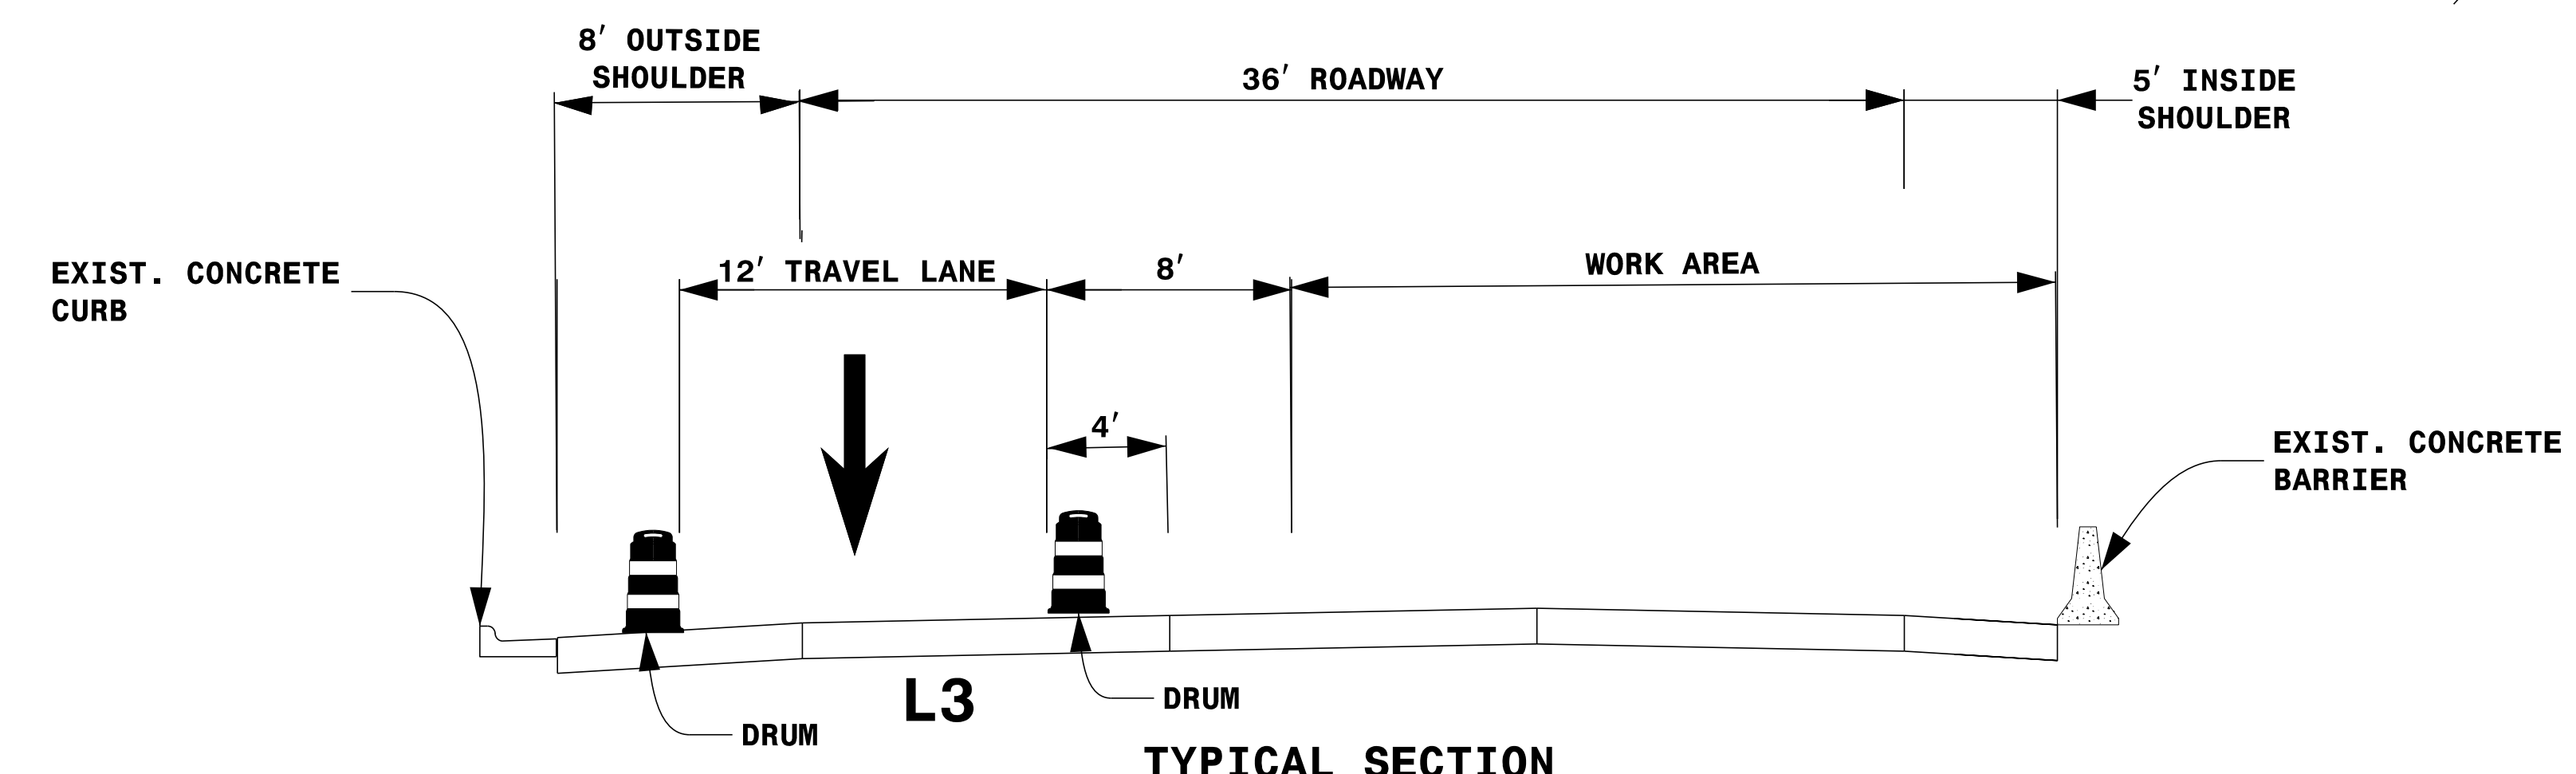 8' OUTSIDE
SHOULDER
36' ROADWAY
5' INSIDE
SHOULDER
EXIST. CONCRETE
CURB
12' TRAVEL LANE
8'
WORK AREA
4'
EXIST. CONCRETE
BARRIER
L3
DRUM
DRUM
TYPICAL SECTION